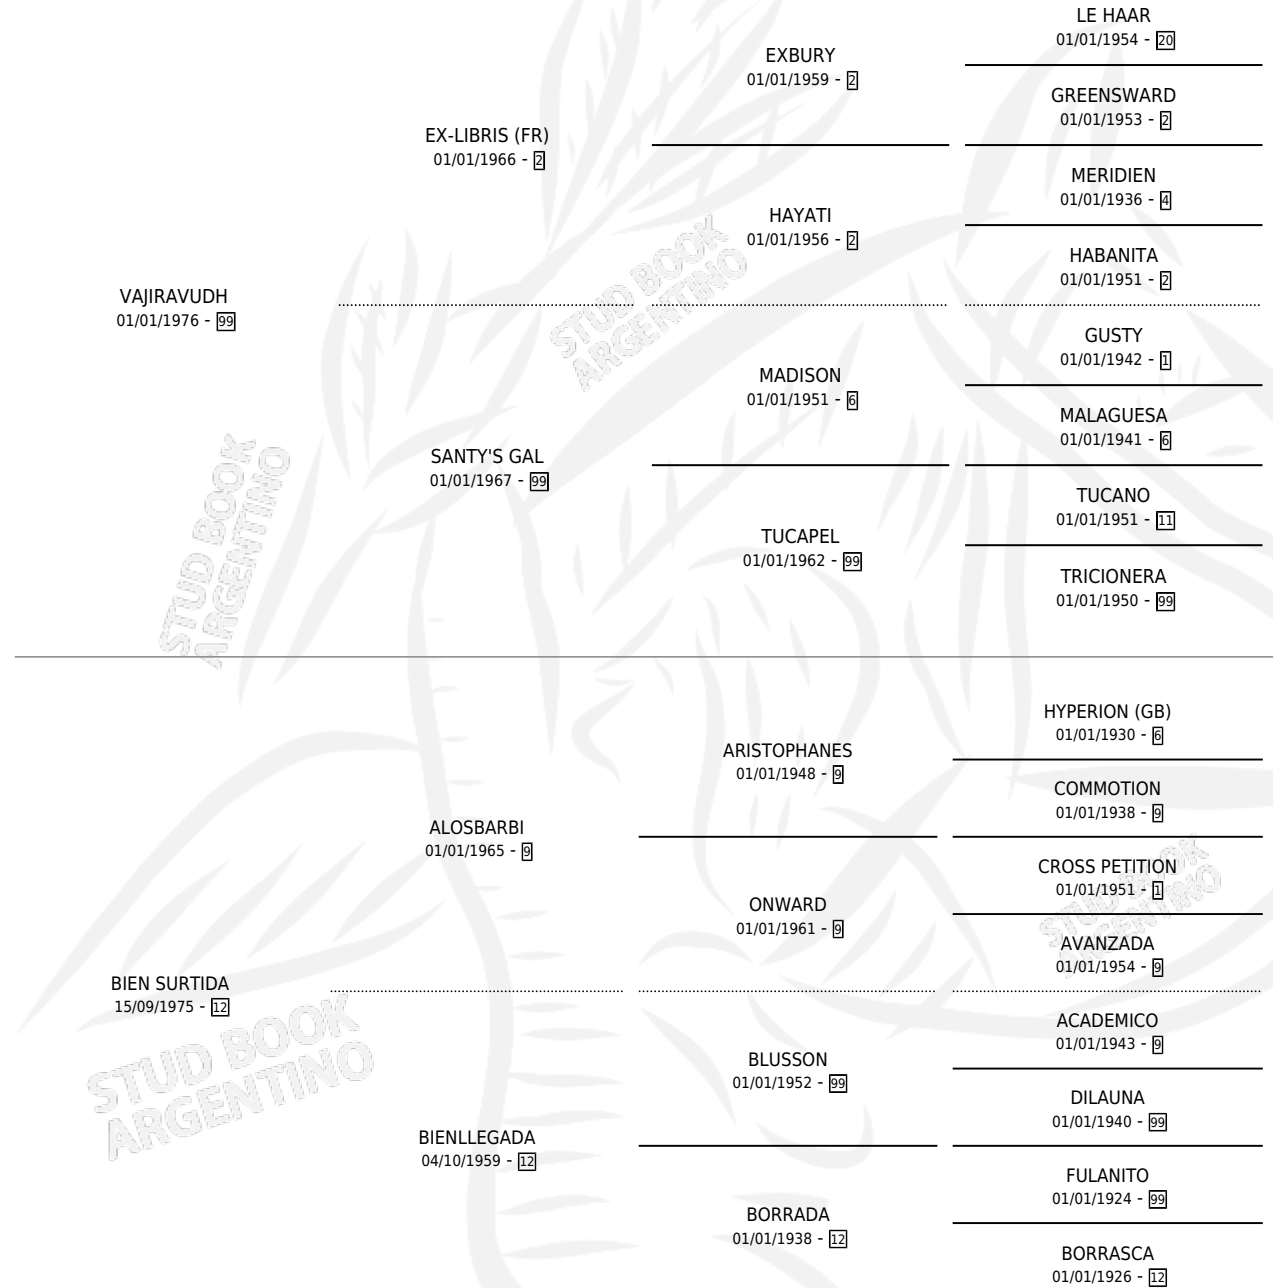 LE HAAR
01/01/1954 - 20
EXBURY
01/01/1959 - 2
GREENSWARD
01/01/1953 - 2
EX-LIBRIS (FR)
01/01/1966 - 2
MERIDIEN
01/01/1936 - 4
HAYATI
01/01/1956 - 2
HABANITA
01/01/1951 - 2
VAJIRAVUDH
01/01/1976 - 99
GUSTY
01/01/1942 - 1
MADISON
01/01/1951 - 6
MALAGUESA
01/01/1941 - 6
SANTY'S GAL
01/01/1967 - 99
TUCANO
01/01/1951 - 11
TUCAPEL
01/01/1962 - 99
TRICIONERA
01/01/1950 - 99
HYPERION (GB)
01/01/1930 - 6
ARISTOPHANES
01/01/1948 - 9
COMMOTION
01/01/1938 - 9
ALOSBARBI
01/01/1965 - 9
CROSS PETITION
01/01/1951 - 1
ONWARD
01/01/1961 - 9
AVANZADA
01/01/1954 - 9
BIEN SURTIDA
15/09/1975 - 12
ACADEMICO
01/01/1943 - 9
BLUSSON
01/01/1952 - 99
DILAUNA
01/01/1940 - 99
BIENLLEGADA
04/10/1959 - 12
FULANITO
01/01/1924 - 99
BORRADA
01/01/1938 - 12
BORRASCA
01/01/1926 - 12
STUD BOOK
ARGENTINO
STUD BOOK
ARGENTINO
STUD BOOK
ARGENTINO
STUD BOOK
ARGENTINO